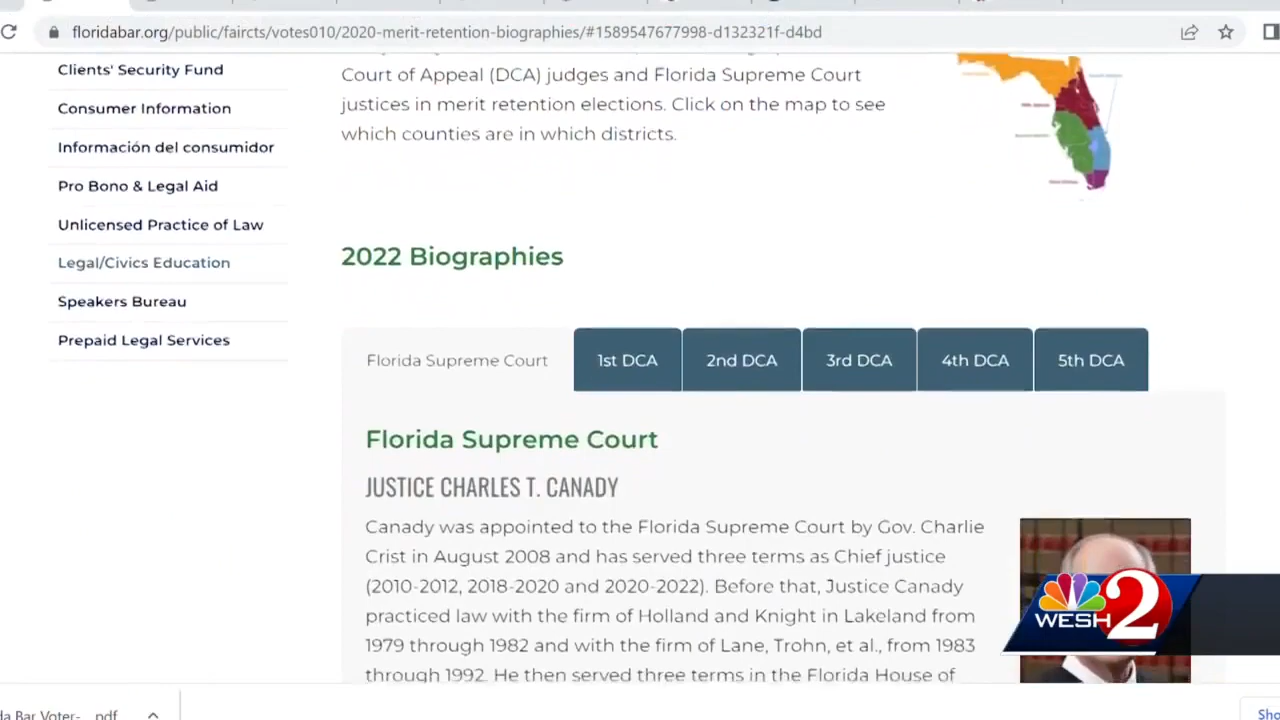 floridabar.org/public/faircts/votes010/2020-merit-retention-biographies/#1589547677998-d132321f-d4bd
Clients' Security Fund
Consumer Information
Información del consumidor
Pro Bono & Legal Aid
Unlicensed Practice of Law
Legal/Civics Education
Speakers Bureau
Prepaid Legal Services
Court of Appeal (DCA) judges and Florida Supreme Court
justices in merit retention elections. Click on the map to see
which counties are in which districts.
2022 Biographies
Florida Supreme Court
1st DCA
2nd DCA
3rd DCA
4th DCA
5th DCA
Florida Supreme Court
JUSTICE CHARLES T. CANADY
Canady was appointed to the Florida Supreme Court by Gov. Charlie
Crist in August 2008 and has served three terms as Chief justice
(2010-2012, 2018-2020 and 2020-2022). Before that, Justice Canady
practiced law with the firm of Holland and Knight in Lakeland from
1979 through 1982 and with the firm of Lane, Trohn, et al., from 1983
through 1992. He then served three terms in the Florida House of
WESH 2
da Bar Voter-....pdf
Sho